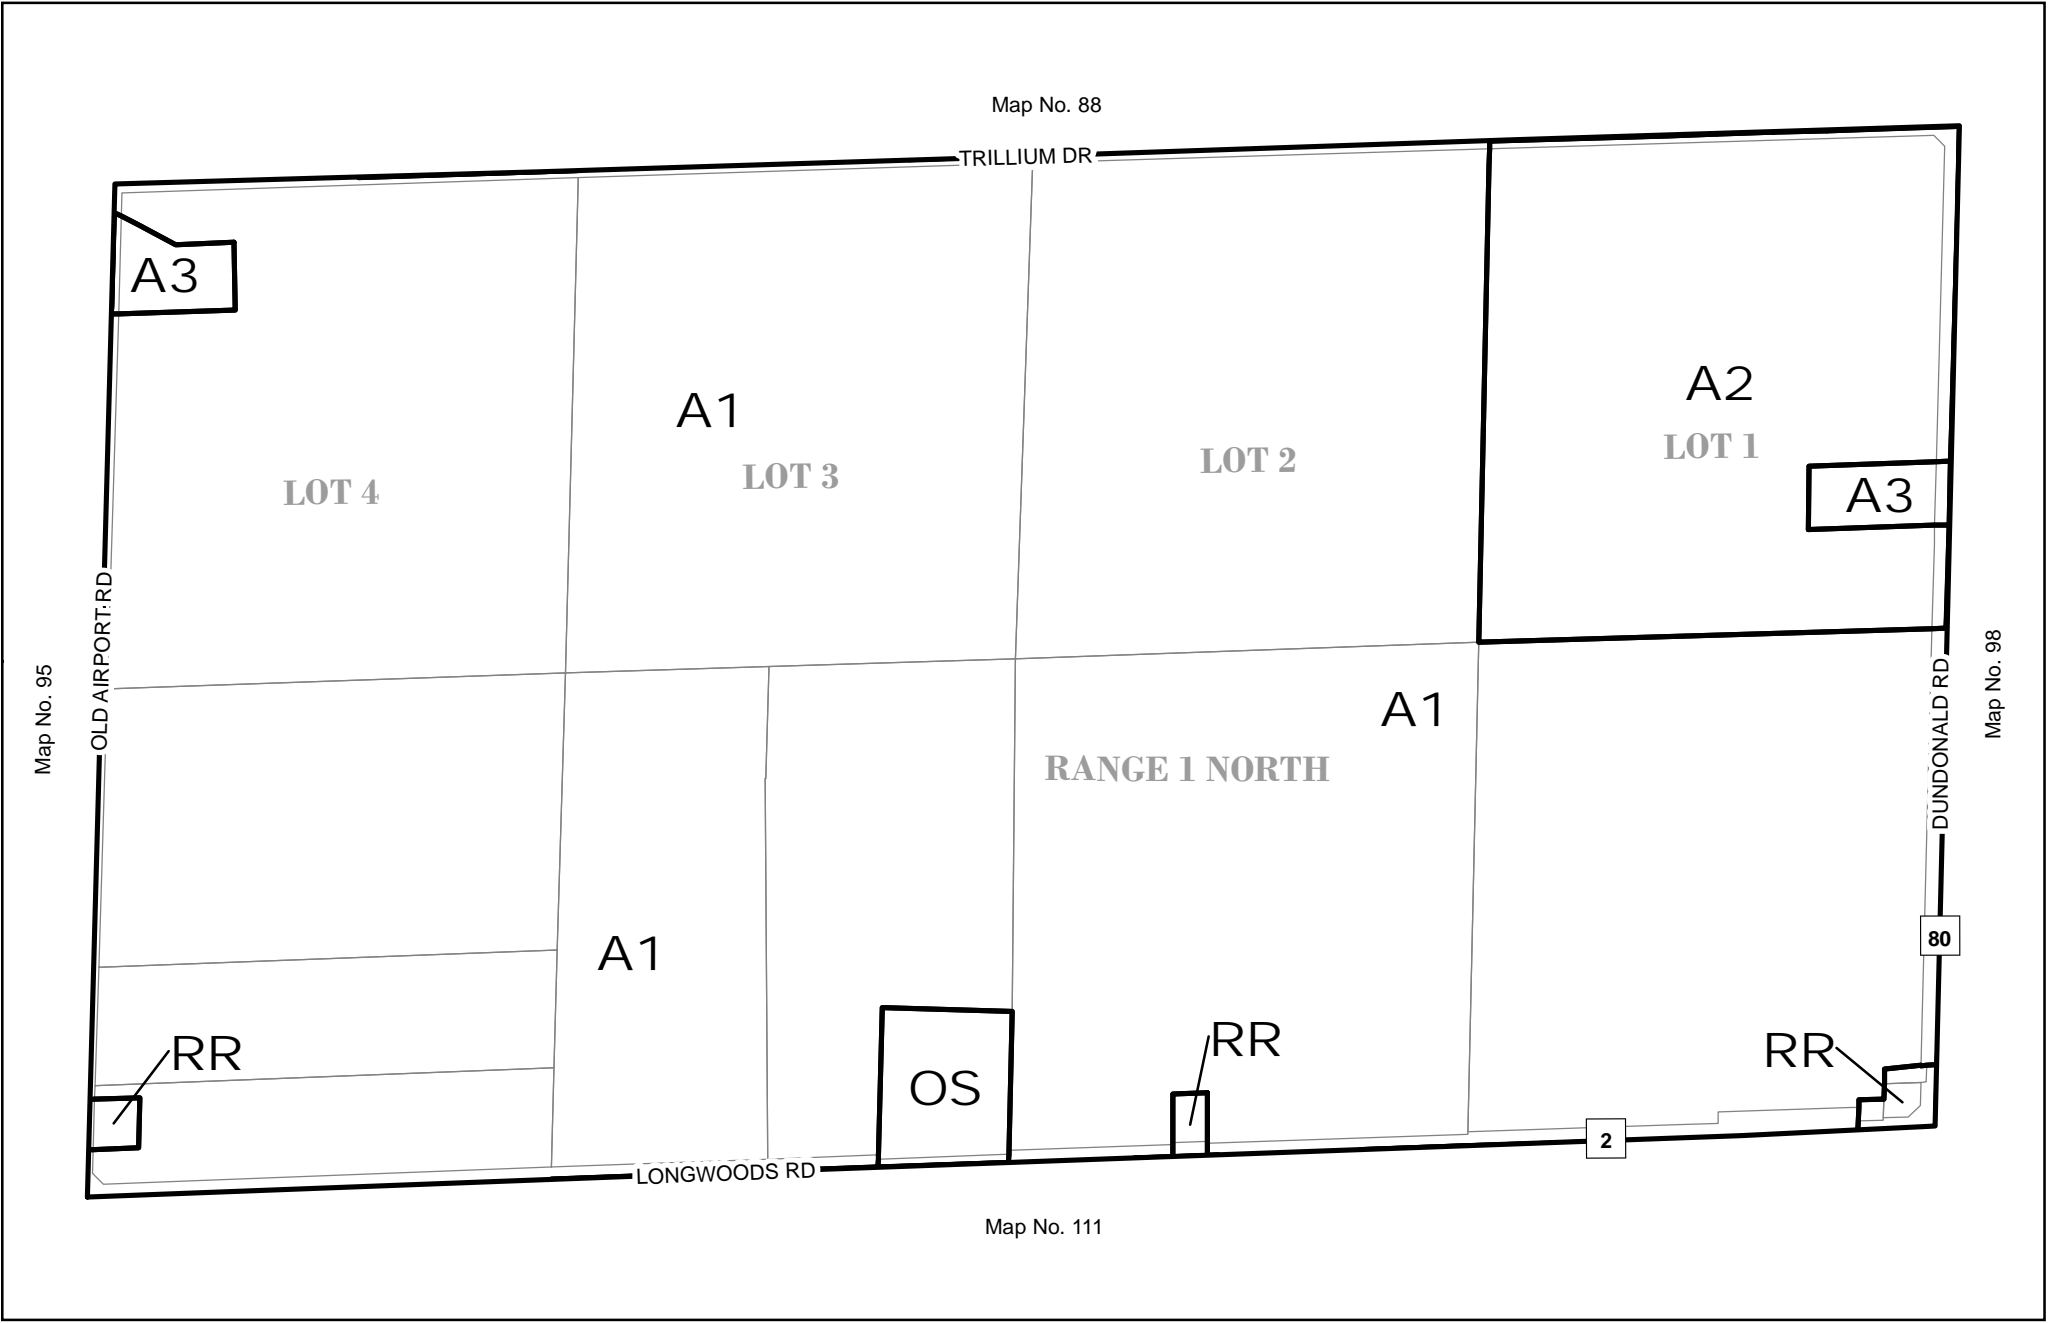 Map No. 88
TRILLIUM DR
A3
A1
A2
LOT 4
LOT 3
LOT 2
LOT 1
A3
OLD AIRPORT RD
Map No. 95
A1
RANGE 1 NORTH
DUNDONALD RD
Map No. 98
A1
80
RR
OS
RR
RR
2
LONGWOODS RD
Map No. 111